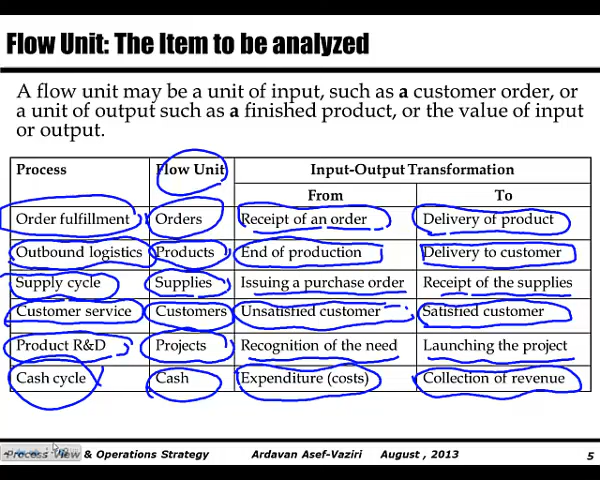 Flow Unit: The Item to be analyzed
A flow unit may be a unit of input, such as a customer order, or
a unit of output such as a finished product, or the value of input
or output.
Process Flow Unit Input-Output Transformation
From To
Order fulfillment Orders Receipt of an order Delivery of product
Outbound logistics Products End of production Delivery to customer
Supply cycle Supplies Issuing a purchase order Receipt of the supplies
Customer service Customers Unsatisfied customer Satisfied customer
Product R&D Projects Recognition of the need Launching the project
Cash cycle Cash Expenditure (costs) Collection of revenue
Process View & Operations Strategy Ardavan Asef-Vaziri August , 2013 5